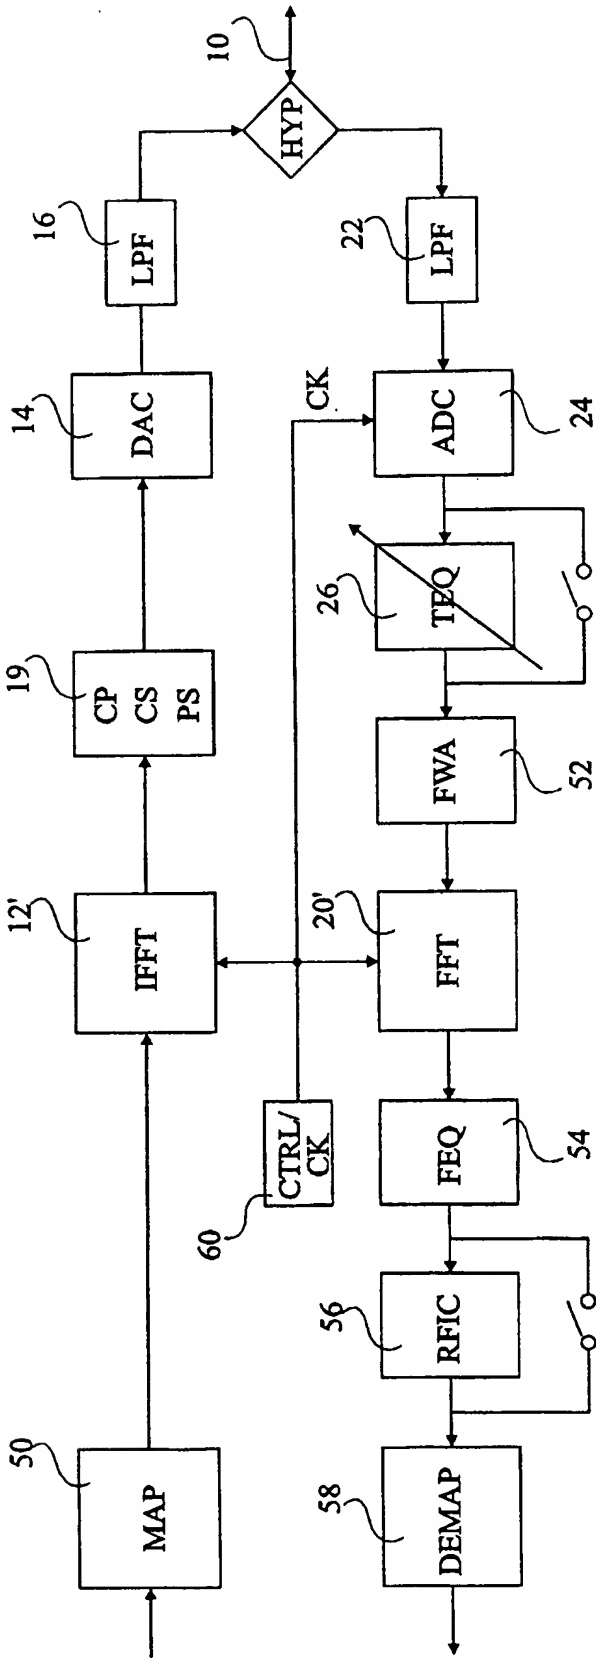 50
MAP
12'
IFFT
19
CP
CS
PS
14
DAC
16
LPF
10
HYP
60
CTRL/
CK
CK
58
DEMAP
56
RFIC
FEQ
54
20'
FFT
FWA
52
26
TEQ
ADC
24
22
LPF